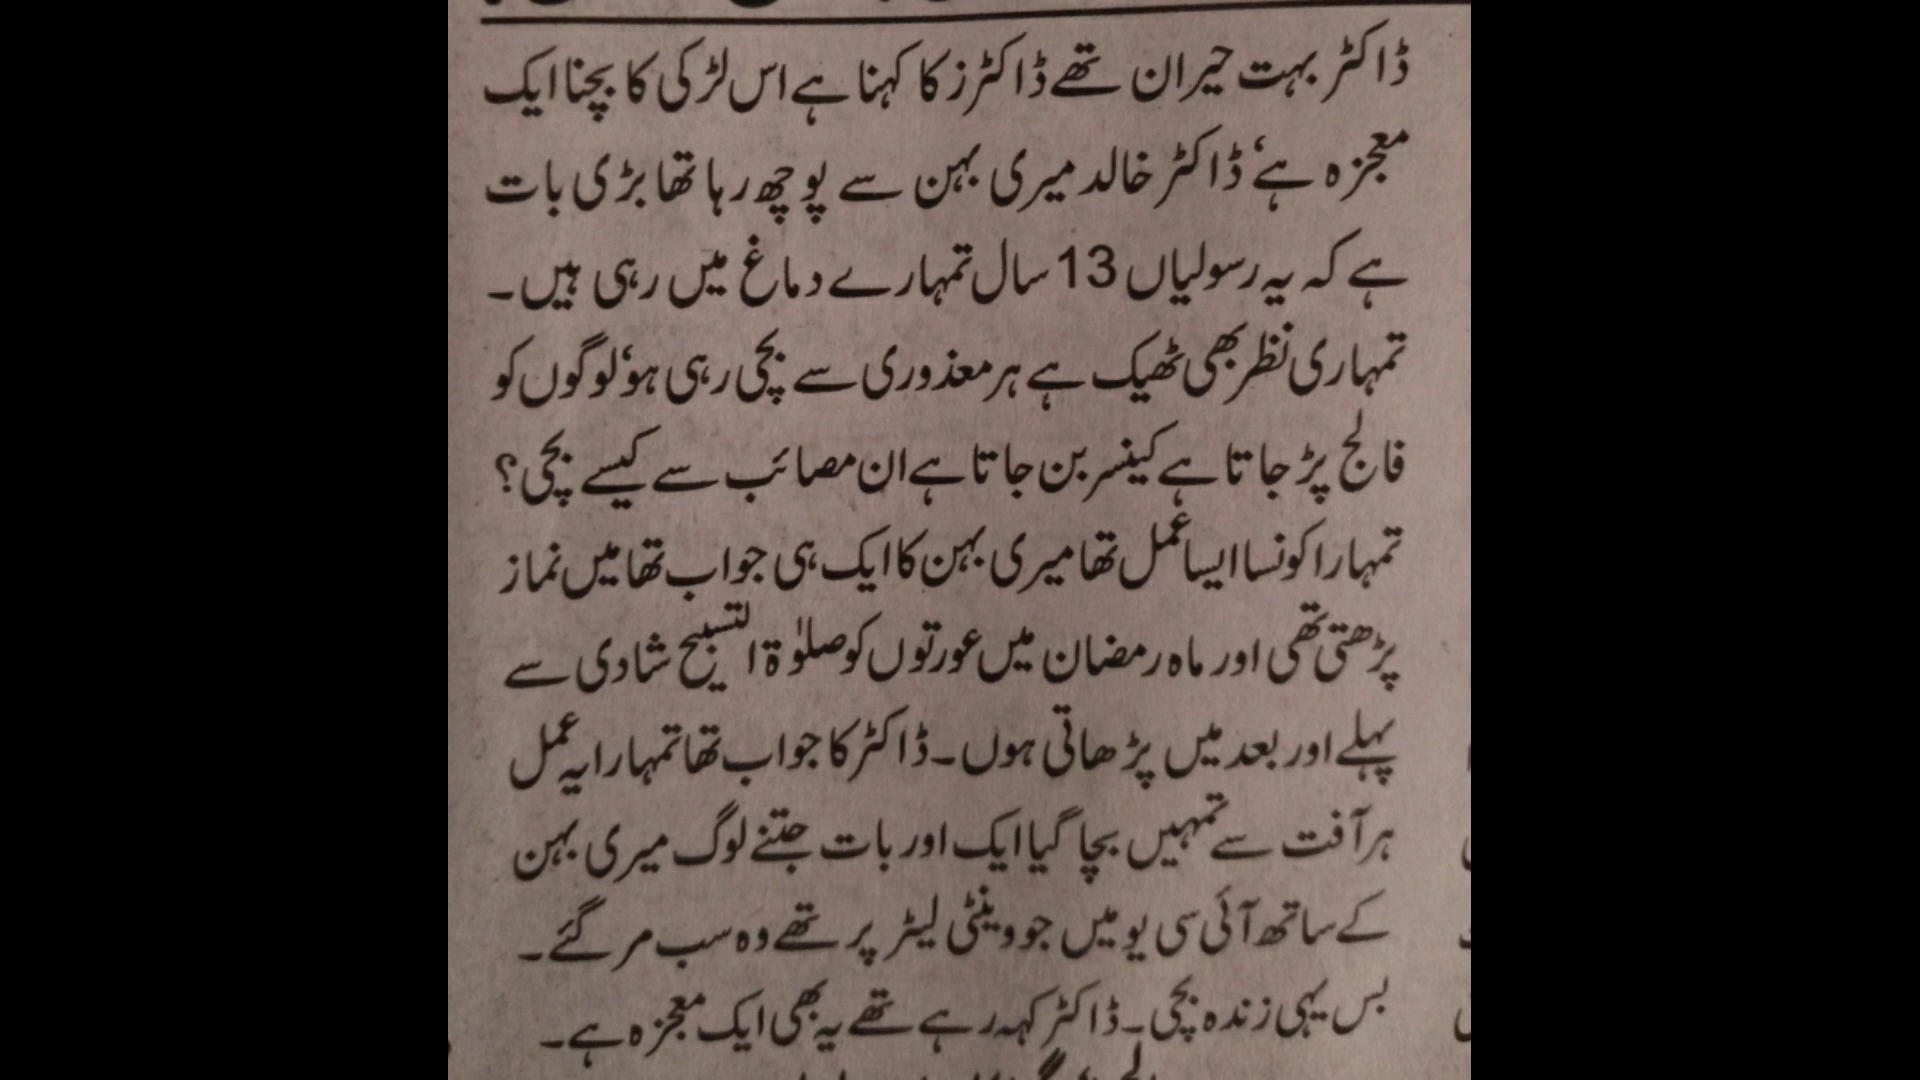 ڈاکٹر بہت حیران تھے ڈاکٹرز کا کہنا ہے اس لڑکی کا بچنا ایک
معجزہ ہے‘ ڈاکٹر خالد میری بہن سے پوچھ رہا تھا بڑی بات
ہے کہ یہ رسولیاں 13 سال تمہارے دماغ میں رہی ہیں۔
تمہاری نظر بھی ٹھیک ہے ہر معذوری سے بچی رہی ہو‘ لوگوں کو
فالج پڑ جاتا ہے کینسر بن جاتا ہے ان مصائب سے کیسے بچی؟
تمہارا کونسا ایسا عمل تھا میری بہن کا ایک ہی جواب تھا میں نماز
پڑھتی تھی اور ماہ رمضان میں عورتوں کو صلوٰۃ التسبیح شادی سے
پہلے اور بعد میں پڑھاتی ہوں۔ ڈاکٹر کا جواب تھا تمہارا یہ عمل
ہر آفت سے تمہیں بچا گیا ایک اور بات جتنے لوگ میری بہن
کے ساتھ آئی سی یو میں جو وینٹی لیٹر پر تھے وہ سب مر گئے۔
بس یہی زندہ بچی۔ ڈاکٹر کہہ رہے تھے یہ بھی ایک معجزہ ہے۔